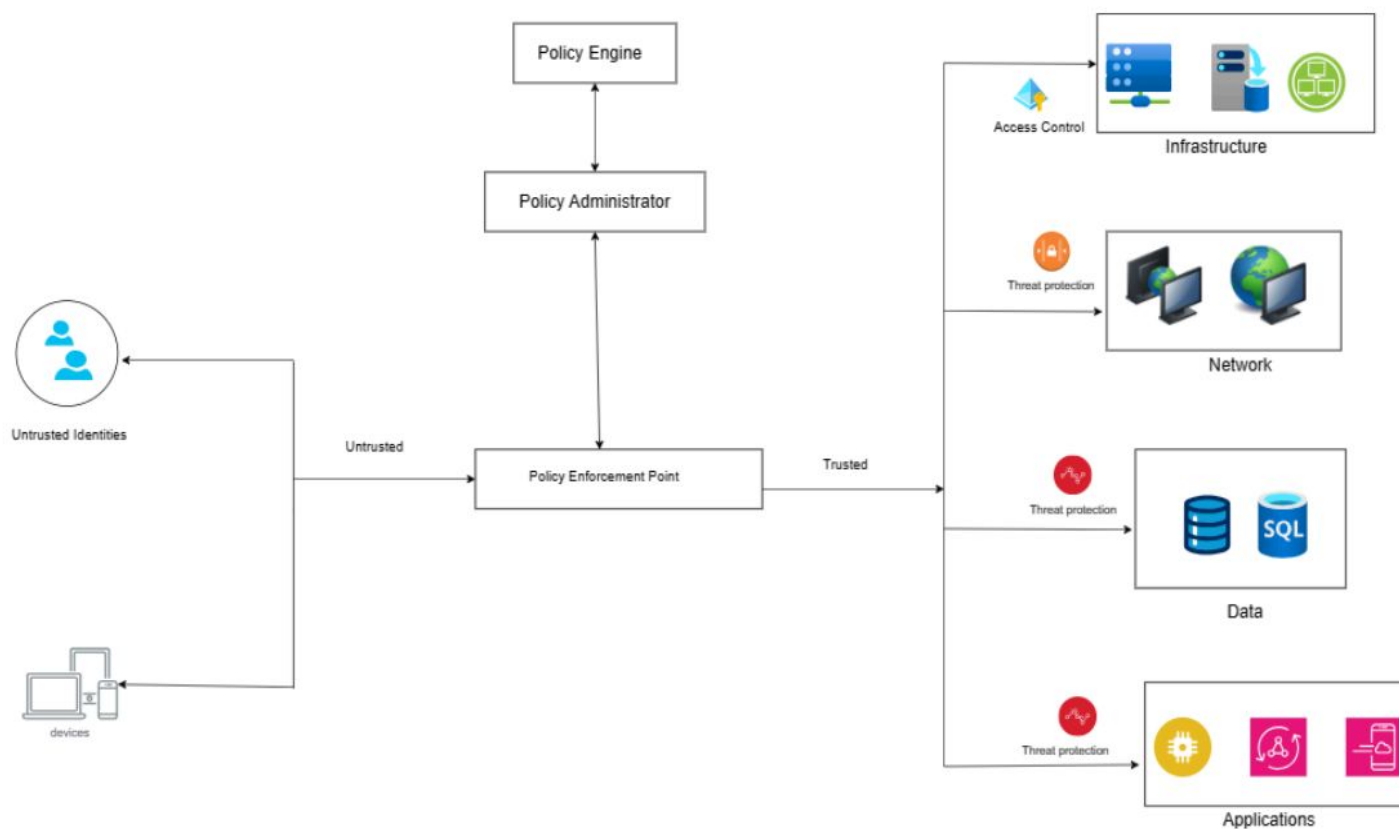 Policy Engine
Access Control
Infrastructure
Policy Administrator
Threat protection
Network
Untrusted Identities
Untrusted
Policy Enforcement Point
Trusted
Threat protection
SQL
Data
devices
Threat protection
Applications